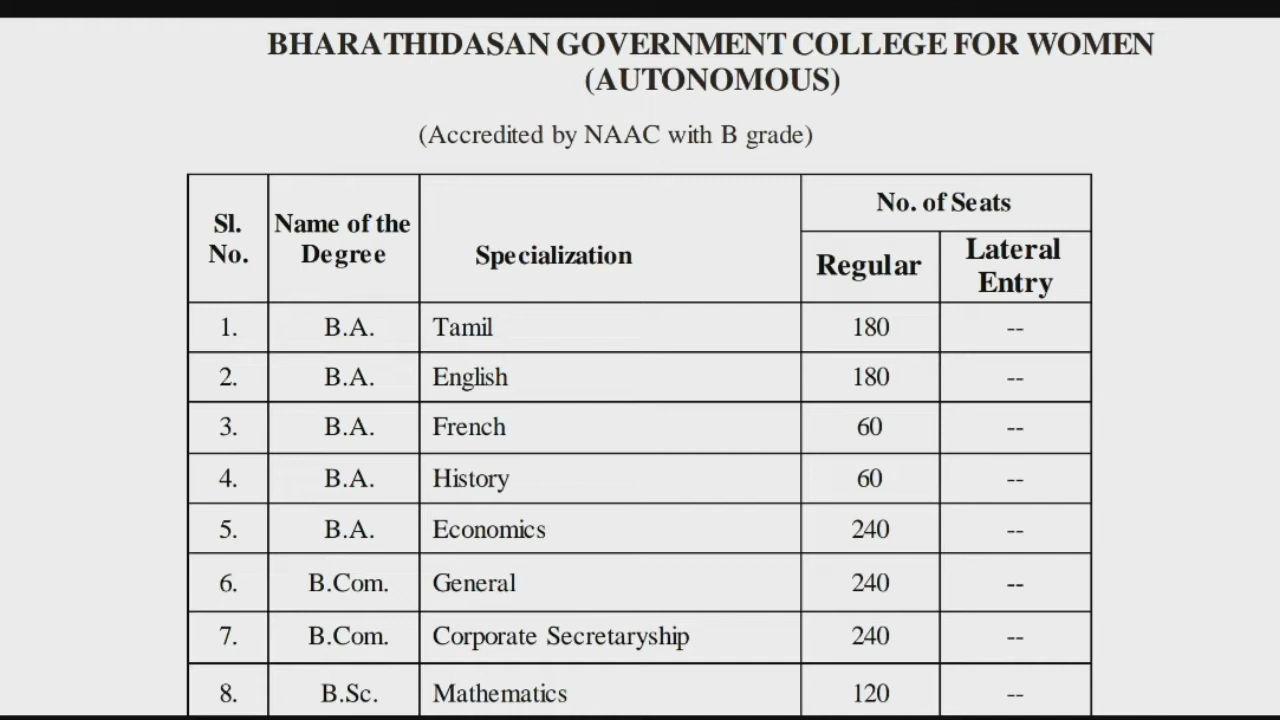 BHARATHIDASAN GOVERNMENT COLLEGE FOR WOMEN
(AUTONOMOUS)
(Accredited by NAAC with B grade)
Sl. No. Name of the Degree Specialization No. of Seats
Regular Lateral Entry
1. B.A. Tamil 180 --
2. B.A. English 180 --
3. B.A. French 60 --
4. B.A. History 60 --
5. B.A. Economics 240 --
6. B.Com. General 240 --
7. B.Com. Corporate Secretaryship 240 --
8. B.Sc. Mathematics 120 --